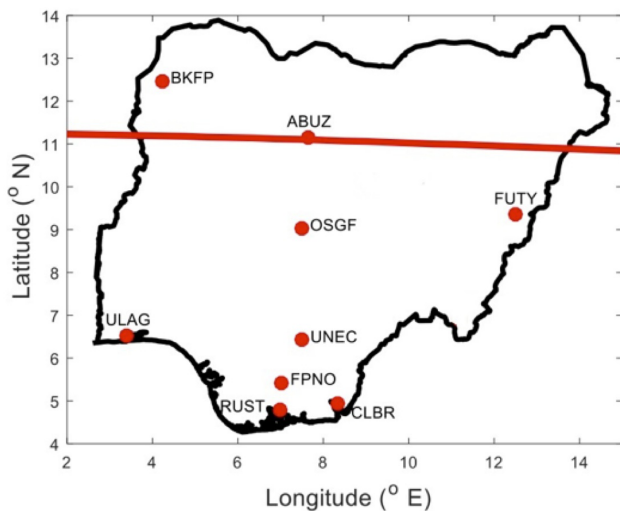 14
13
12
11
10
9
8
7
6
5
4
Latitude (° N)
BKFP
ABUZ
FUTY
OSGF
ULAG
UNEC
FPNO
RUST
CLBR
2 4 6 8 10 12 14
Longitude (° E)